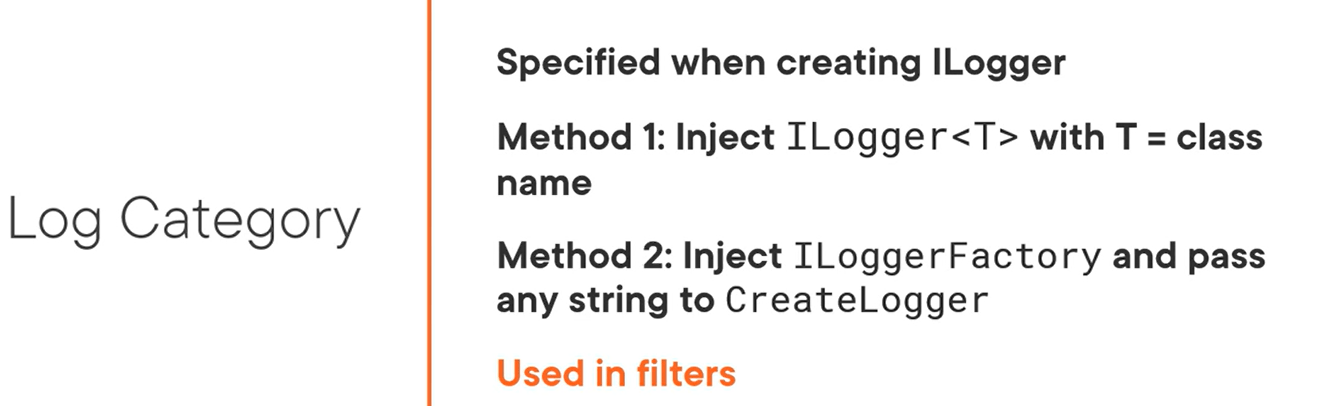 Log Category
Specified when creating ILogger
Method 1: Inject ILogger<T> with T = class
name
Method 2: Inject ILoggerFactory and pass
any string to CreateLogger
Used in filters